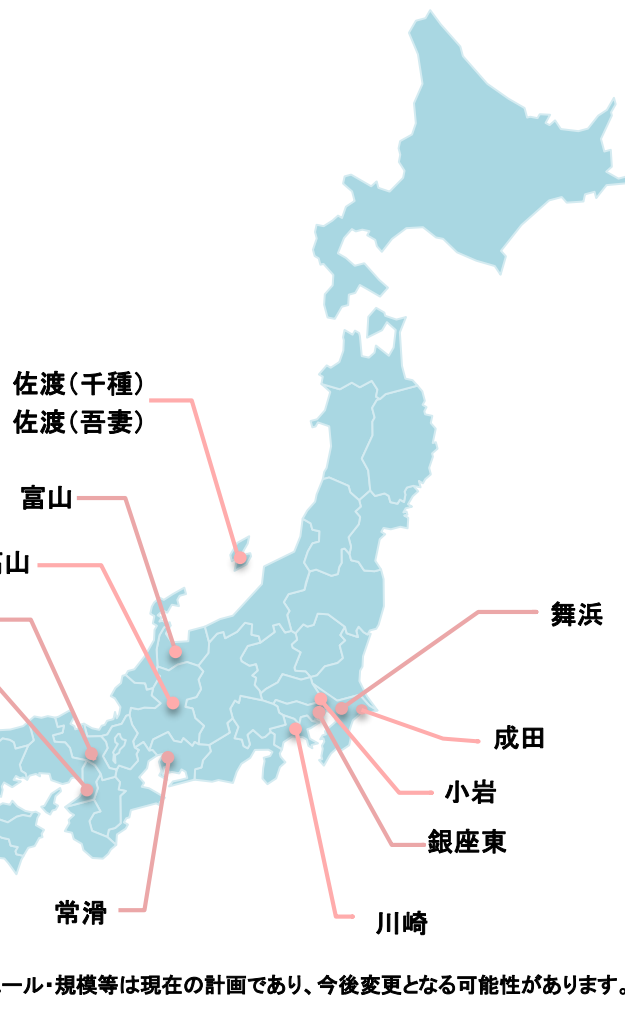 佐渡（千種）
佐渡（吾妻）
富山
山
舞浜
成田
小岩
銀座東
常滑
川崎
ール・規模等は現在の計画であり、今後変更となる可能性があります。